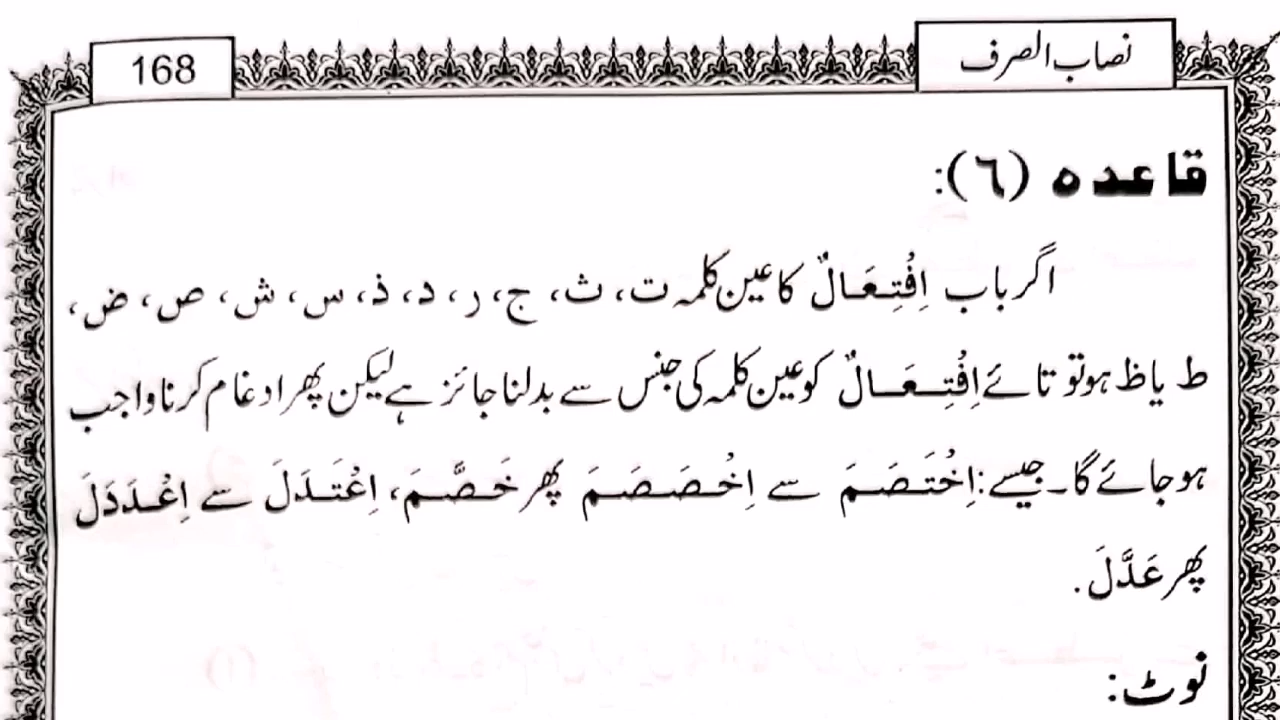 نصاب الصرف
168
قاعدہ (٦):
اگر باب اِفْتِعَالٌ کا عین کلمہ ت، ث، ج، ر، د، ذ، س، ش، ص، ض،
ط یا ظ ہو تو تائے اِفْتِـعَـالٌ کو عین کلمہ کی جنس سے بدلنا جائز ہے لیکن پھر ادغام کرنا واجب
ہو جائے گا۔ جیسے: اِخْتَصَمَ سے اِخْصَصَمَ پھر خَصَّمَ، اِعْتَدَلَ سے اِعْدَدَلَ
پھر عَدَّلَ.
نوٹ: